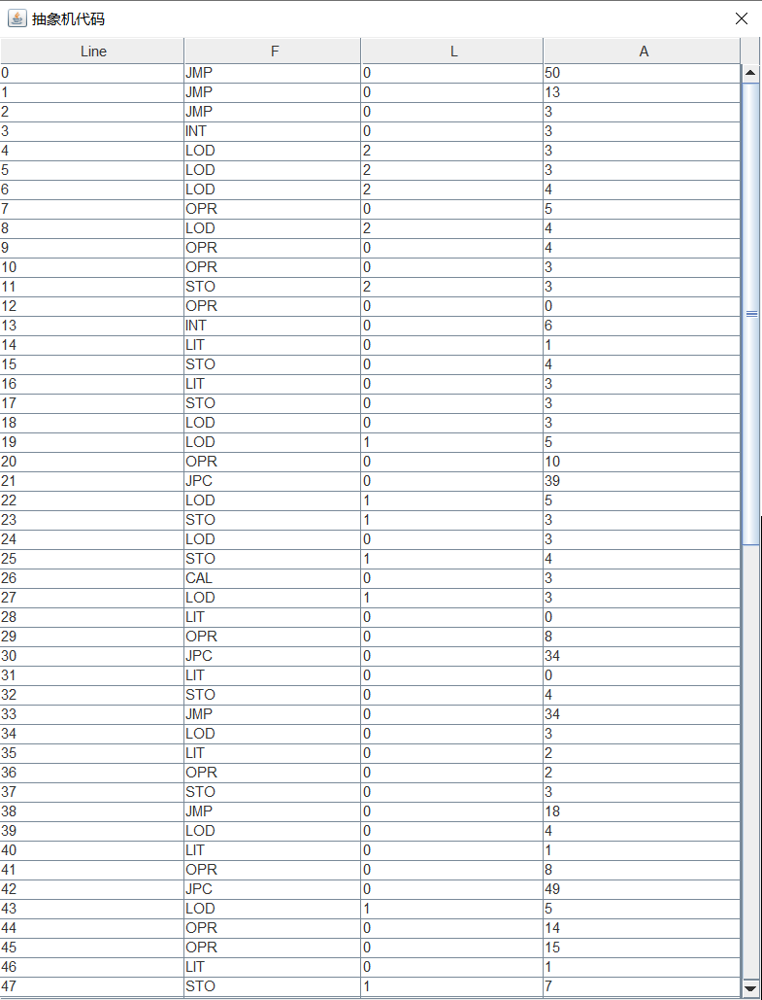 抽象机代码
Line F L A
0 JMP 0 50
1 JMP 0 13
2 JMP 0 3
3 INT 0 3
4 LOD 2 3
5 LOD 2 3
6 LOD 2 4
7 OPR 0 5
8 LOD 2 4
9 OPR 0 4
10 OPR 0 3
11 STO 2 3
12 OPR 0 0
13 INT 0 6
14 LIT 0 1
15 STO 0 4
16 LIT 0 3
17 STO 0 3
18 LOD 0 3
19 LOD 1 5
20 OPR 0 10
21 JPC 0 39
22 LOD 1 5
23 STO 1 3
24 LOD 0 3
25 STO 1 4
26 CAL 0 3
27 LOD 1 3
28 LIT 0 0
29 OPR 0 8
30 JPC 0 34
31 LIT 0 0
32 STO 0 4
33 JMP 0 34
34 LOD 0 3
35 LIT 0 2
36 OPR 0 2
37 STO 0 3
38 JMP 0 18
39 LOD 0 4
40 LIT 0 1
41 OPR 0 8
42 JPC 0 49
43 LOD 1 5
44 OPR 0 14
45 OPR 0 15
46 LIT 0 1
47 STO 1 7